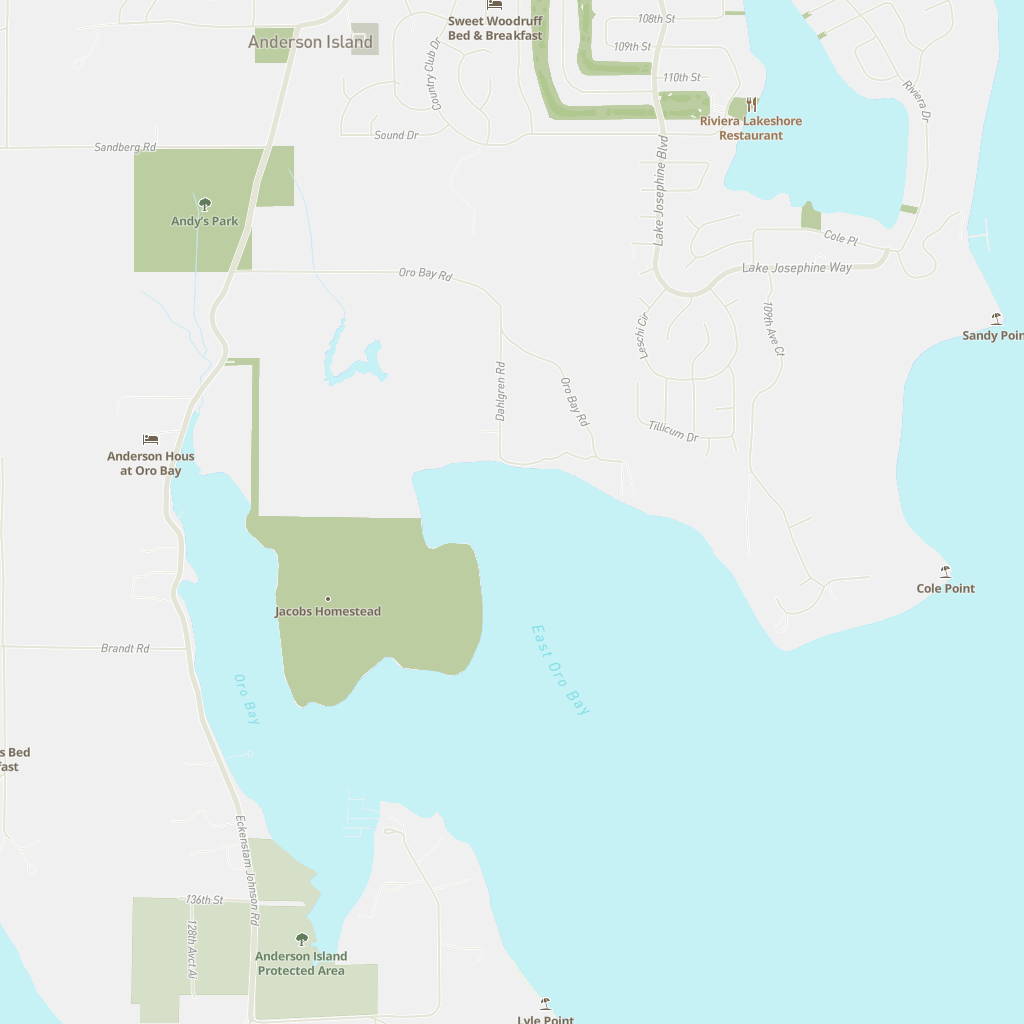 108th St
Sweet Woodruff
Bed & Breakfast
Anderson Island
109th St
Country Club Dr
110th St
Riviera Dr
Riviera Lakeshore
Restaurant
Sound Dr
Sandberg Rd
Lake Josephine Blvd
Andy's Park
Cole Pl
Oro Bay Rd
Lake Josephine Way
Leschi Cir
109th Ave Ct
Sandy Poin
Dahlgren Rd
Oro Bay Rd
Tillicum Dr
Anderson Hous
at Oro Bay
Cole Point
Jacobs Homestead
Brandt Rd
East Oro Bay
Oro Bay
s Bed
fast
Eckenstam Johnson Rd
136th St
128th Avct Ai
Anderson Island
Protected Area
Lyle Point